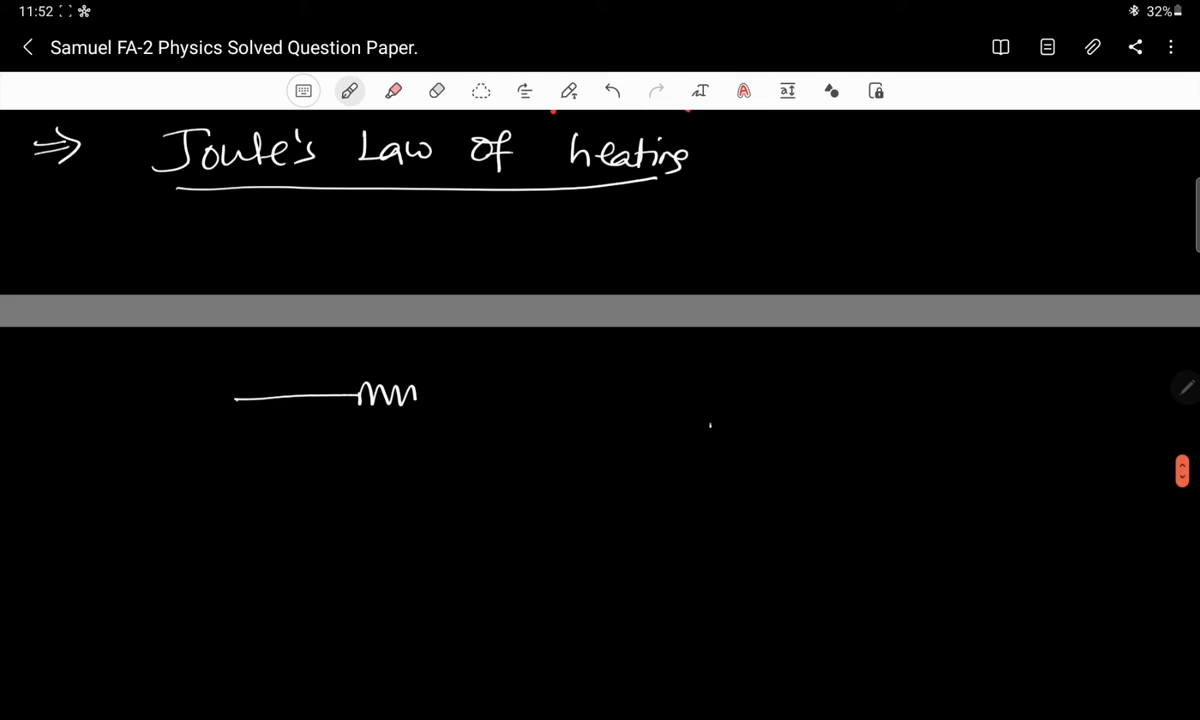 11:52 32%
Samuel FA-2 Physics Solved Question Paper.
⇒ Joule's Law of heating